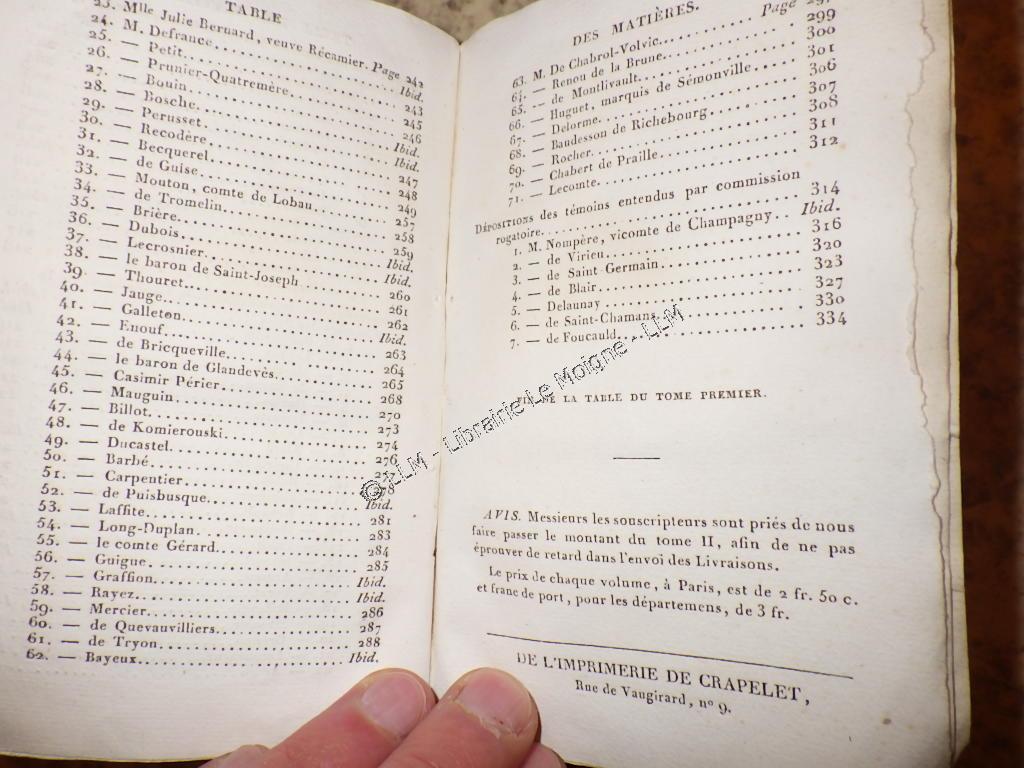 TABLE
23. Mlle Julie Bernard, veuve Récamier. Page 242
24. M. Defrance. Ibid.
25. — Petit. 243
26. — Prunier-Quatremère. 245
27. — Bouin. 246
28. — Bosche. Ibid.
29. — Perusset. Ibid.
30. — Recodère. 247
31. — Becquerel. 248
32. — de Guise. 249
33. — Mouton, comte de Lobau. 257
34. — de Tromelin. 258
35. — Brière. 259
36. — Dubois. Ibid.
37. — Lecrosnier. Ibid.
38. — le baron de Saint-Joseph. 260
39. — Thouret. 261
40. — Jauge. 262
41. — Galleton. Ibid.
42. — Enouf. 263
43. — de Bricqueville. 264
44. — le baron de Glandevès. 265
45. — Casimir Périer. 268
46. — Mauguin. 270
47. — Billot. 273
48. — de Komierouski. 274
49. — Ducastel. 276
50. — Barbé.
51. — Carpentier
52. — de Puisbusque. Ibid.
53. — Laffite. 281
54. — Long-Duplan. 283
55. — le comte Gérard. 284
56. — Guigue. 285
57. — Graffion. Ibid.
58. — Rayez. Ibid.
59. — Mercier. 286
60. — de Quevauvilliers. 287
61. — de Tryon. 288
62. — Bayeux. Ibid.
DES MATIÈRES.
63. M. De Chabrol-Volvic. Page
64. — Renou de la Brune. 299
65. — de Montlivault. 300
66. — Huguet, marquis de Sémonville. 301
67. — Delorme. 306
68. — Baudesson de Richebourg. 307
69. — Rocher. 308
70. — Chabert de Praille. 311
71. — Lecomte. 312
Dépositions des témoins entendus par commission
rogatoire. 314
1. M. Nompère, vicomte de Champagny. Ibid.
2. — de Virieu. 316
3. — de Saint-Germain. 320
4. — de Blair. 323
5. — Delaunay 327
6. — de Saint-Chamans. 330
7. — de Foucauld. 334
FIN DE LA TABLE DU TOME PREMIER.
AVIS. Messieurs les souscripteurs sont priés de nous
faire passer le montant du tome II, afin de ne pas
éprouver de retard dans l'envoi des Livraisons.
Le prix de chaque volume, à Paris, est de 2 fr. 50 c.
et franc de port, pour les départemens, de 3 fr.
DE L'IMPRIMERIE DE CRAPELET,
Rue de Vaugirard, n° 9.
© LLM - Librairie Le Moigne - LLM